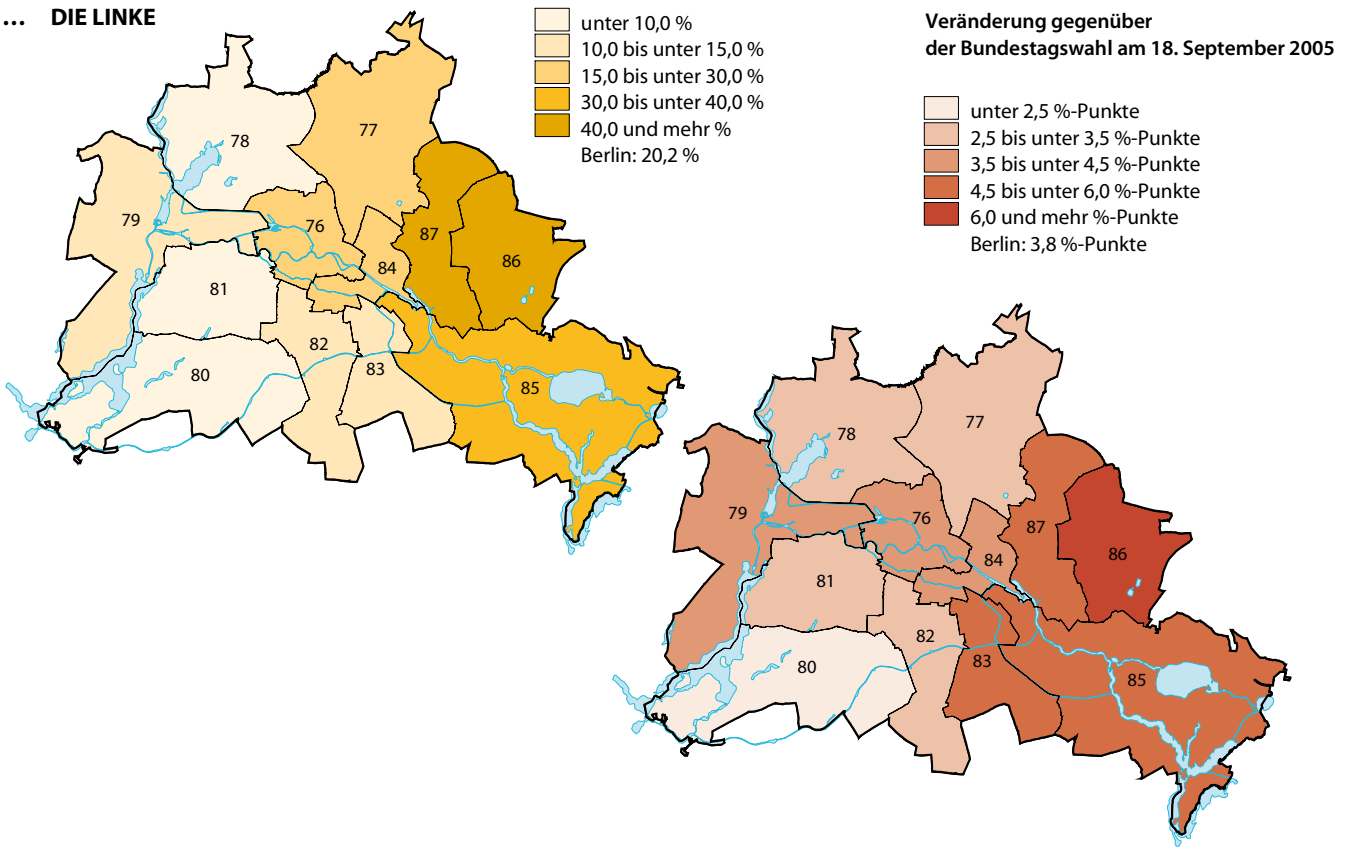 ... DIE LINKE
unter 10,0 %
10,0 bis unter 15,0 %
15,0 bis unter 30,0 %
30,0 bis unter 40,0 %
40,0 und mehr %
Berlin: 20,2 %
78
77
79
76
87
86
84
81
82
83
80
85
Veränderung gegenüber
der Bundestagswahl am 18. September 2005
unter 2,5 %-Punkte
2,5 bis unter 3,5 %-Punkte
3,5 bis unter 4,5 %-Punkte
4,5 bis unter 6,0 %-Punkte
6,0 und mehr %-Punkte
Berlin: 3,8 %-Punkte
77
78
79
76
87
86
84
81
82
83
80
85